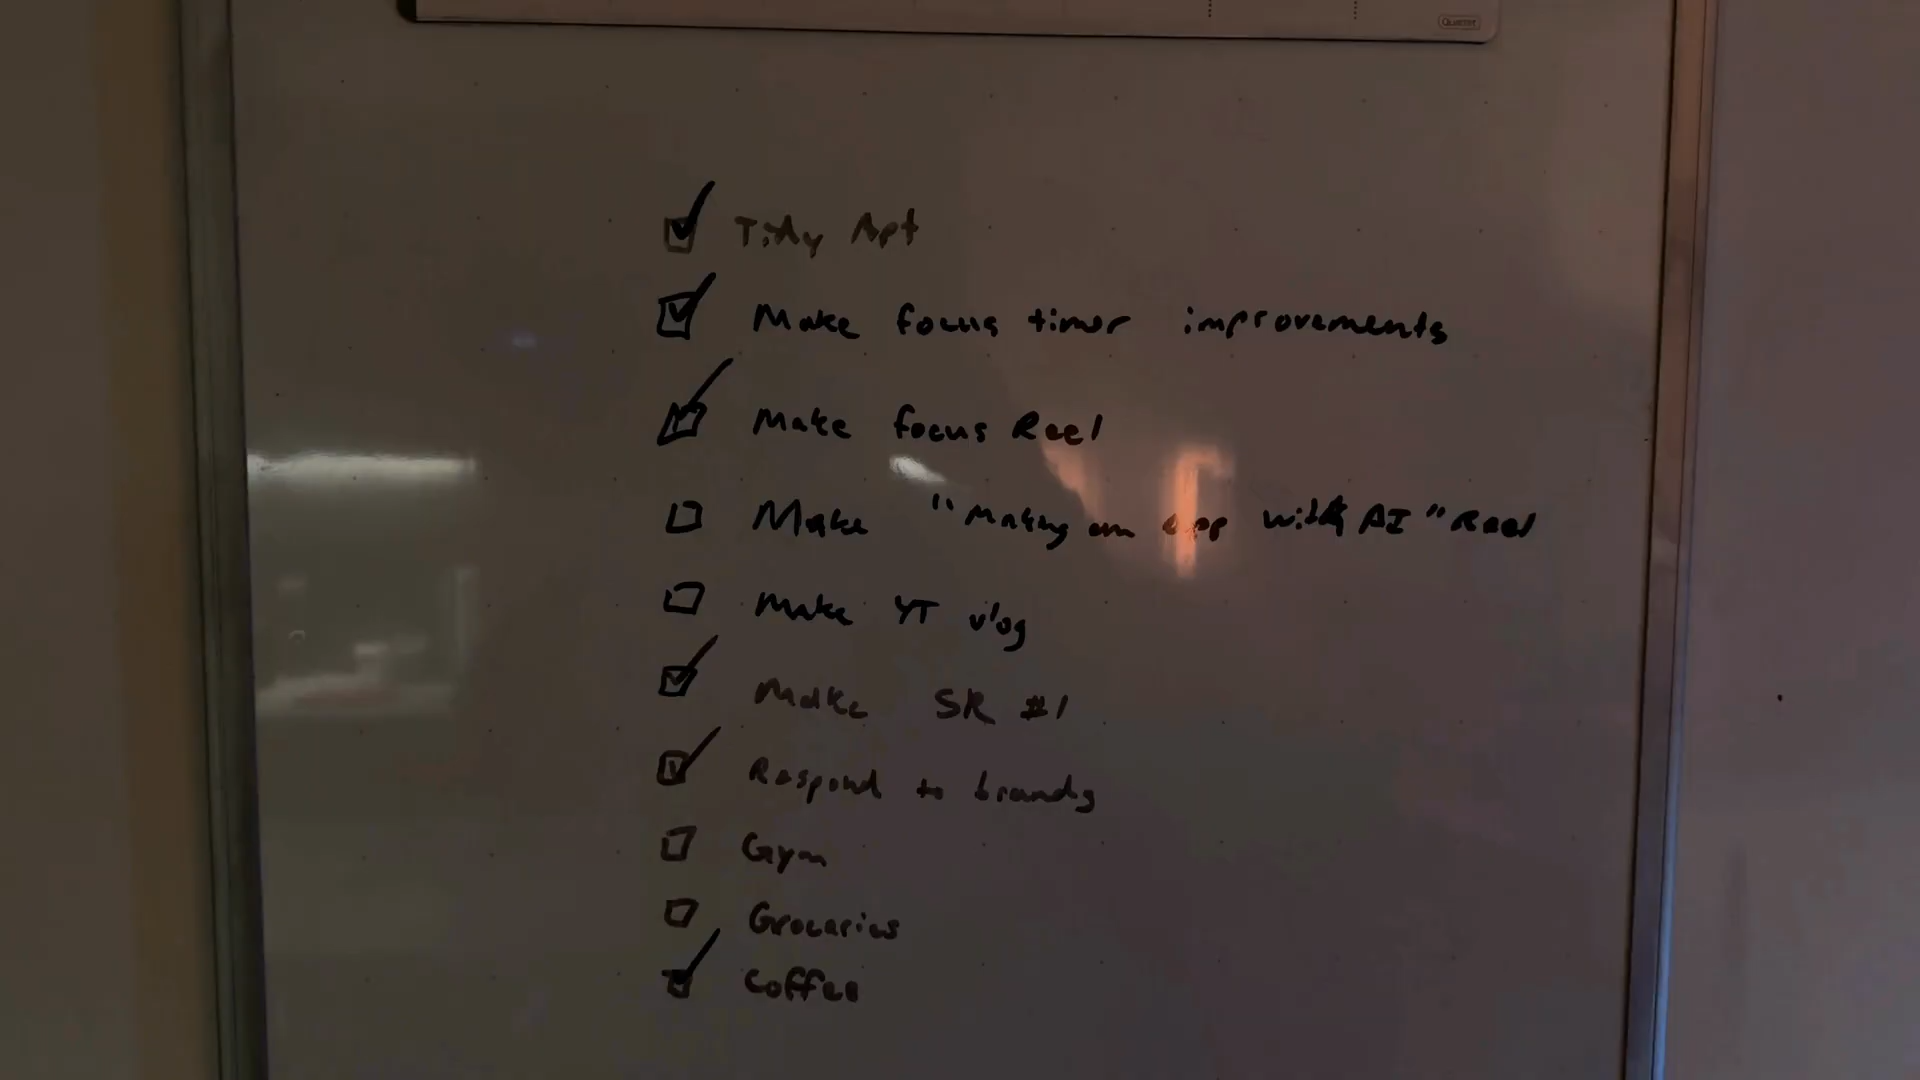 Quartet
☑ Tidy Apt
☑ Make focus timer improvements
☑ Make focus Reel
☐ Make "Making an app with AI" Reel
☐ Make YT vlog
☑ Make SR #1
☑ Respond to brands
☐ Gym
☐ Groceries
☑ Coffee